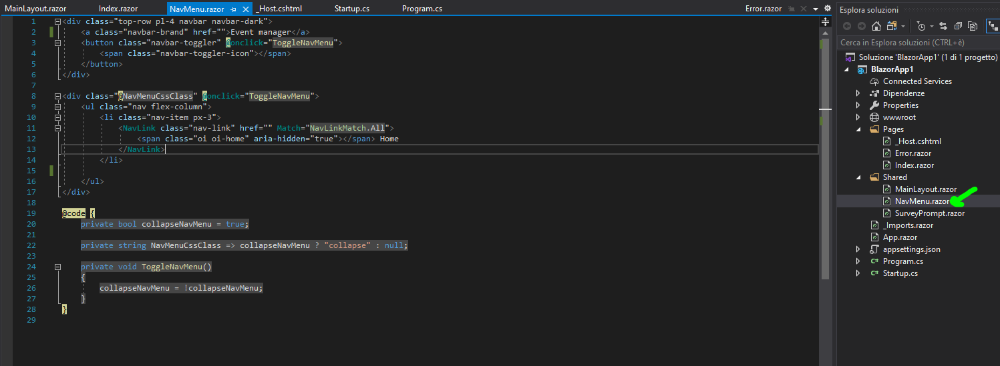 MainLayout.razor Index.razor NavMenu.razor _Host.cshtml Startup.cs Program.cs Error.razor
1 <div class="top-row pl-4 navbar navbar-dark">
2 <a class="navbar-brand" href="">Event manager</a>
3 <button class="navbar-toggler" @onclick="ToggleNavMenu">
4 <span class="navbar-toggler-icon"></span>
5 </button>
6 </div>
7
8 <div class="@NavMenuCssClass" @onclick="ToggleNavMenu">
9 <ul class="nav flex-column">
10 <li class="nav-item px-3">
11 <NavLink class="nav-link" href="" Match="NavLinkMatch.All">
12 <span class="oi oi-home" aria-hidden="true"></span> Home
13 </NavLink>
14 </li>
15
16 </ul>
17 </div>
18
19 @code {
20 private bool collapseNavMenu = true;
21
22 private string NavMenuCssClass => collapseNavMenu ? "collapse" : null;
23
24 private void ToggleNavMenu()
25 {
26 collapseNavMenu = !collapseNavMenu;
27 }
28 }
29
Esplora soluzioni
Cerca in Esplora soluzioni (CTRL+è)
Soluzione 'BlazorApp1' (1 di 1 progetto)
BlazorApp1
Connected Services
Dipendenze
Properties
wwwroot
Pages
_Host.cshtml
Error.razor
Index.razor
Shared
MainLayout.razor
NavMenu.razor
SurveyPrompt.razor
_Imports.razor
App.razor
appsettings.json
C# Program.cs
C# Startup.cs